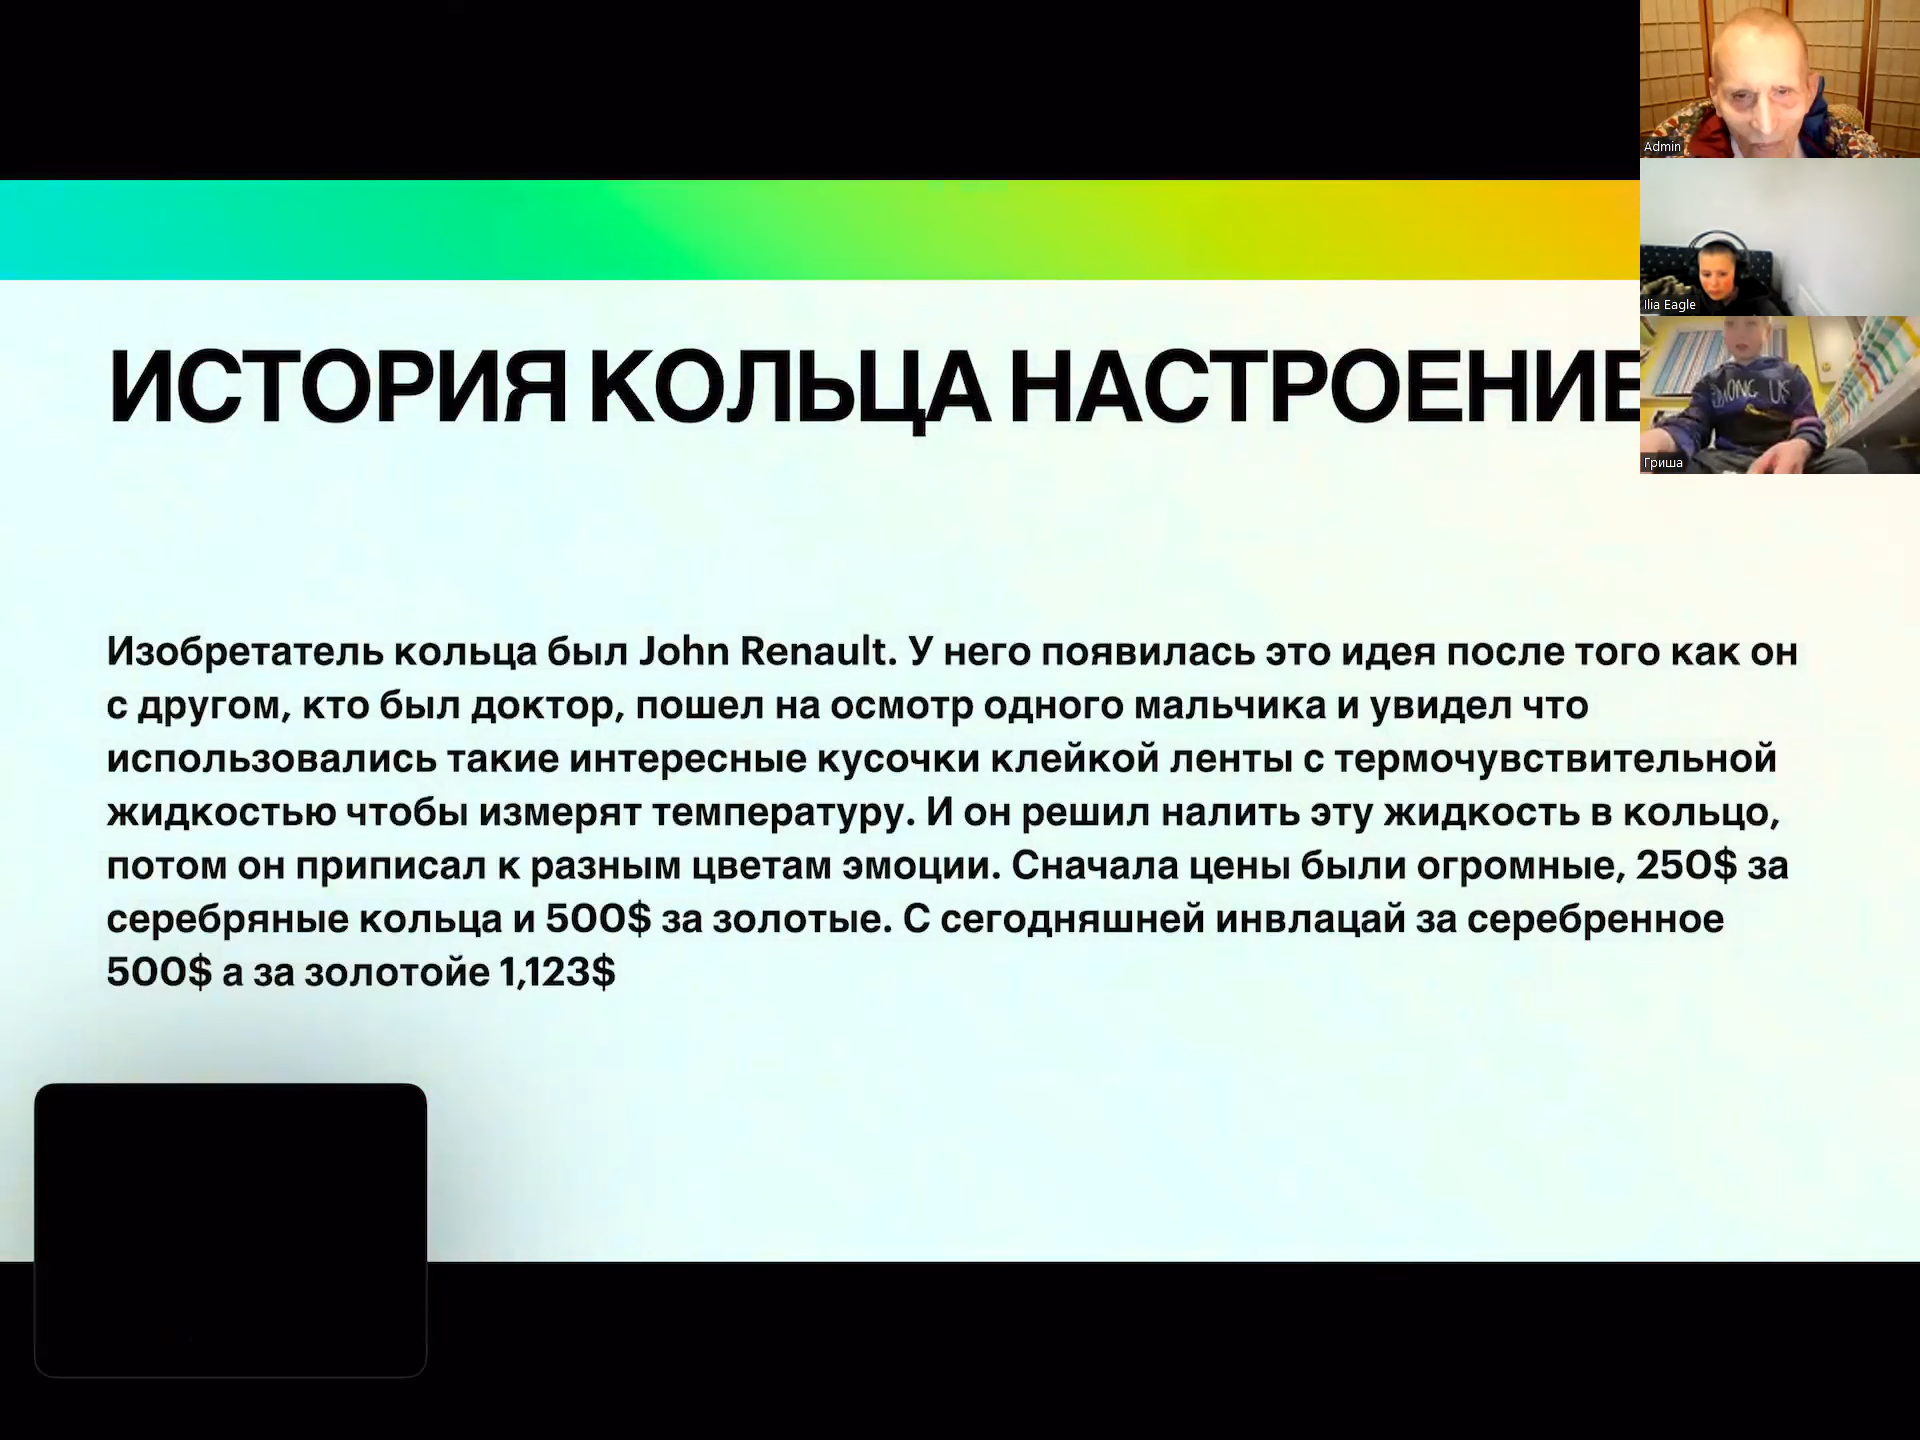 ИСТОРИЯ КОЛЬЦА НАСТРОЕНИЕ
Изобретатель кольца был John Renault. У него появилась это идея после того как он
с другом, кто был доктор, пошел на осмотр одного мальчика и увидел что
использовались такие интересные кусочки клейкой ленты с термочувствительной
жидкостью чтобы измерят температуру. И он решил налить эту жидкость в кольцо,
потом он приписал к разным цветам эмоции. Сначала цены были огромные, 250$ за
серебряные кольца и 500$ за золотые. С сегодняшней инвлацай за серебренное
500$ а за золотойе 1,123$
Admin
Ilia Eagle
AMONG US
Гриша